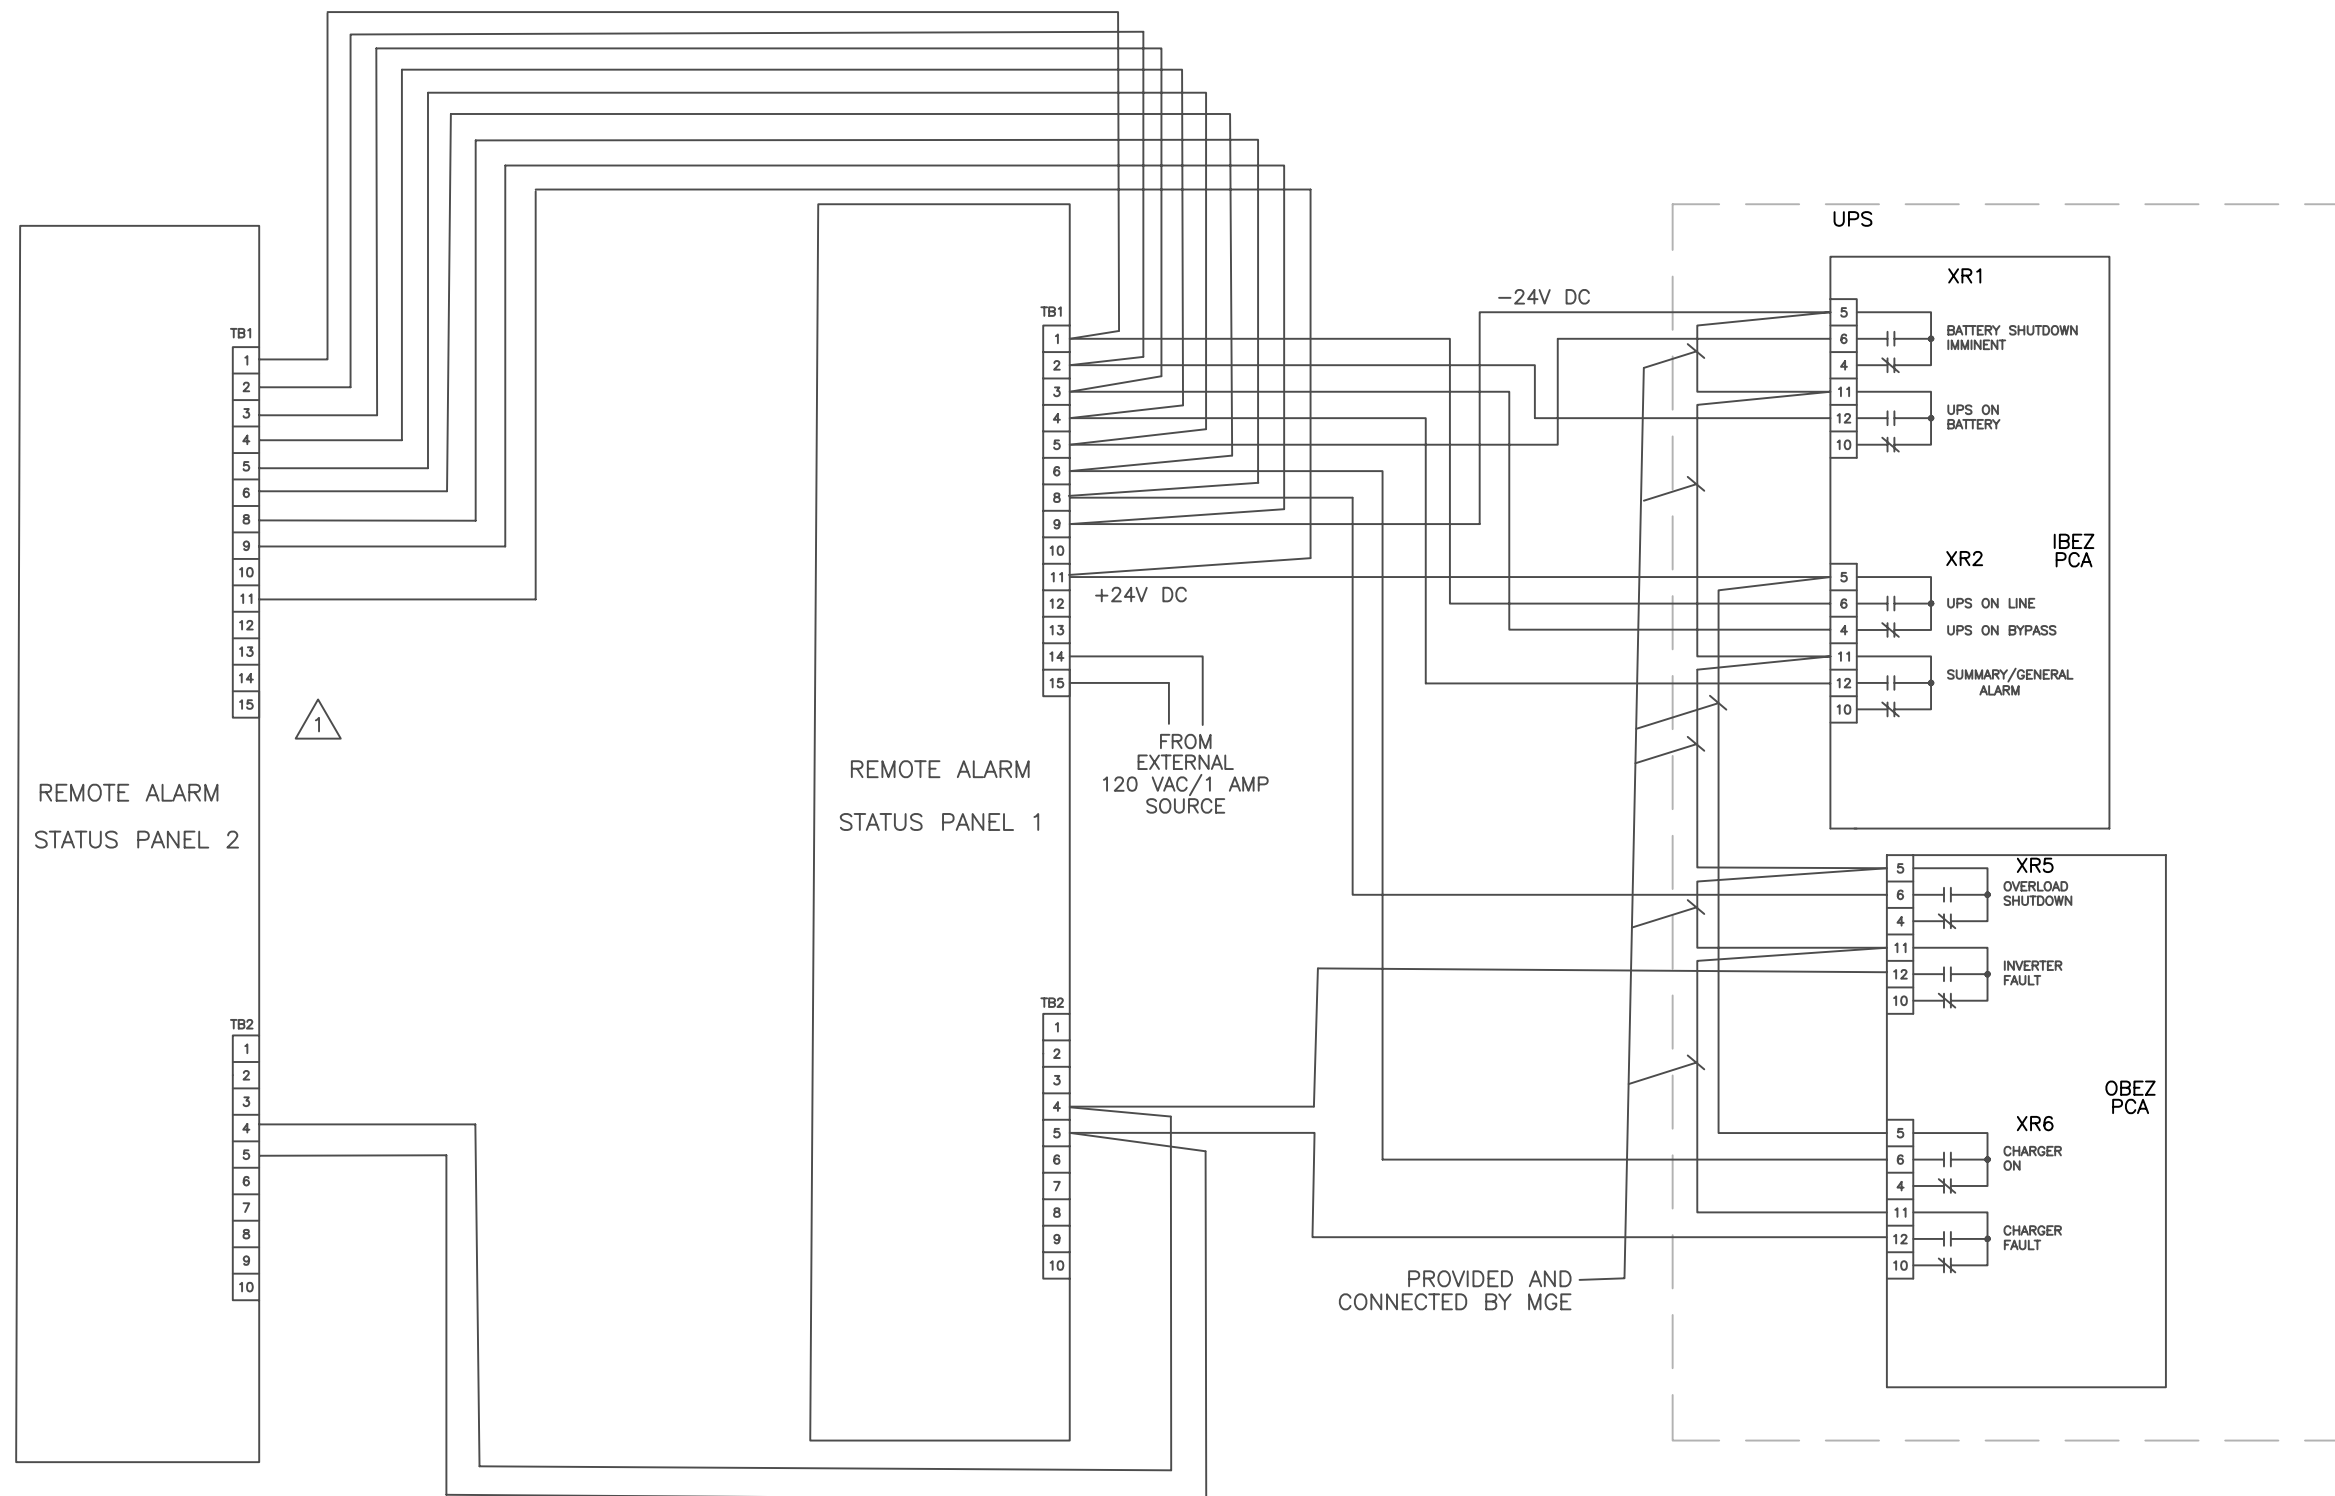 UPS
XR1
-24V DC
TB1
1
2
3
4
5
6
8
9
10
11
12
13
14
15
TB1
1
2
3
4
5
6
8
9
10
11
12
13
14
15
+24V DC
FROM
EXTERNAL
120 VAC/1 AMP
SOURCE
1
REMOTE ALARM
STATUS PANEL 2
REMOTE ALARM
STATUS PANEL 1
5
6
4
11
12
10
BATTERY SHUTDOWN
IMMINENT
UPS ON
BATTERY
IBEZ
PCA
XR2
5
6
4
11
12
10
UPS ON LINE
UPS ON BYPASS
SUMMARY/GENERAL
ALARM
XR5
5
6
4
11
12
10
OVERLOAD
SHUTDOWN
INVERTER
FAULT
OBEZ
PCA
XR6
5
6
4
11
12
10
CHARGER
ON
CHARGER
FAULT
TB2
1
2
3
4
5
6
7
8
9
10
TB2
1
2
3
4
5
6
7
8
9
10
PROVIDED AND
CONNECTED BY MGE